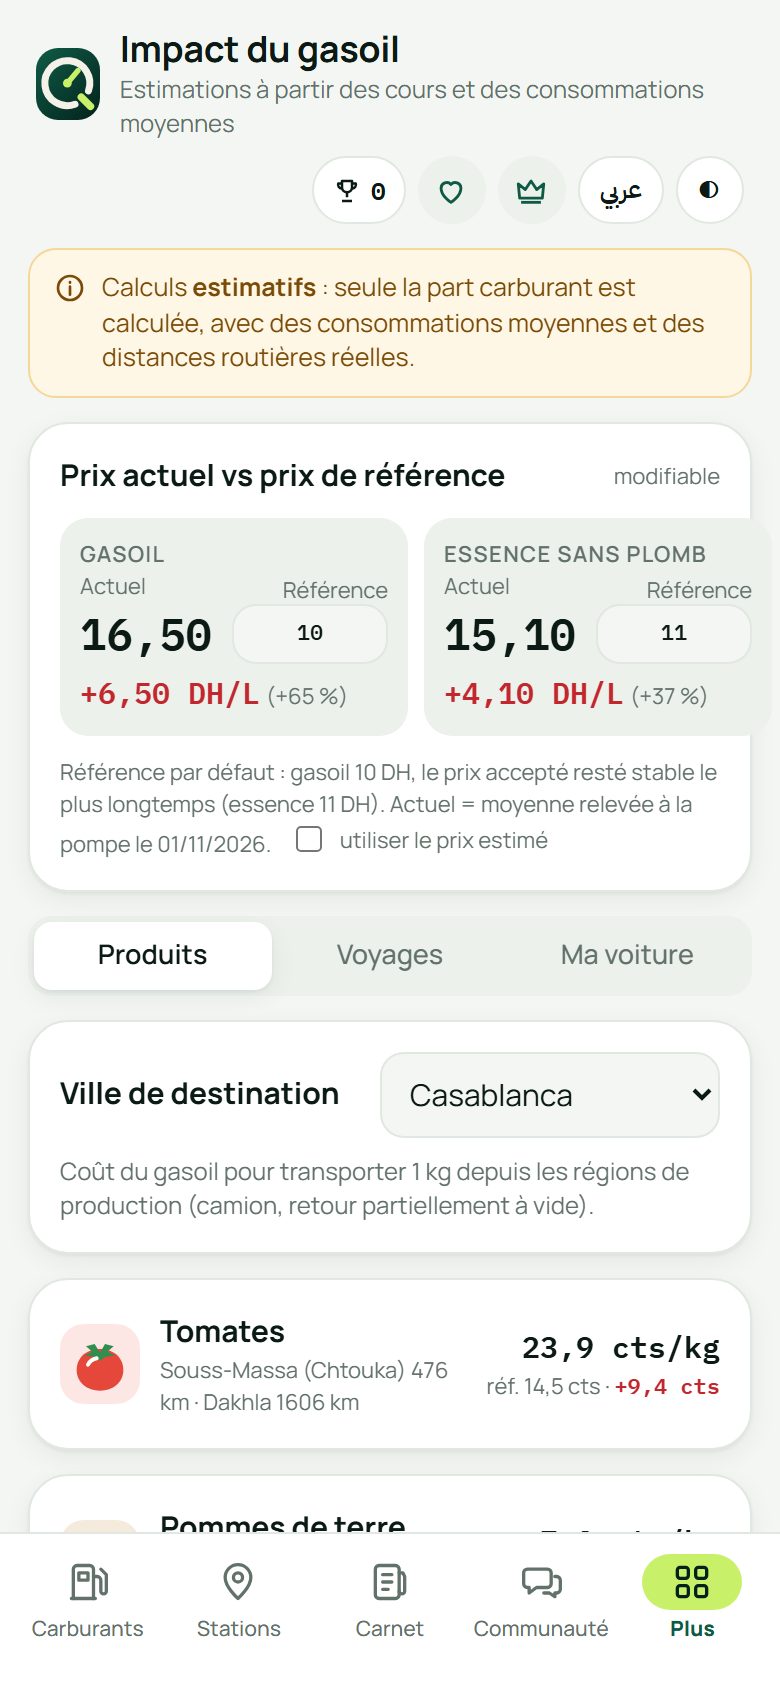 Impact du gasoil
Estimations à partir des cours et des consommations
moyennes
0
عربي
Calculs estimatifs : seule la part carburant est
calculée, avec des consommations moyennes et des
distances routières réelles.
Prix actuel vs prix de référence
modifiable
GASOIL
Actuel
Référence
16,50
10
+6,50 DH/L (+65 %)
ESSENCE SANS PLOMB
Actuel
Référence
15,10
11
+4,10 DH/L (+37 %)
Référence par défaut : gasoil 10 DH, le prix accepté resté stable le
plus longtemps (essence 11 DH). Actuel = moyenne relevée à la
pompe le 01/11/2026.
utiliser le prix estimé
Produits
Voyages
Ma voiture
Ville de destination
Casablanca
Coût du gasoil pour transporter 1 kg depuis les régions de
production (camion, retour partiellement à vide).
Tomates
Souss-Massa (Chtouka) 476
km · Dakhla 1606 km
23,9 cts/kg
réf. 14,5 cts · +9,4 cts
Pommes de terre
Carburants
Stations
Carnet
Communauté
Plus